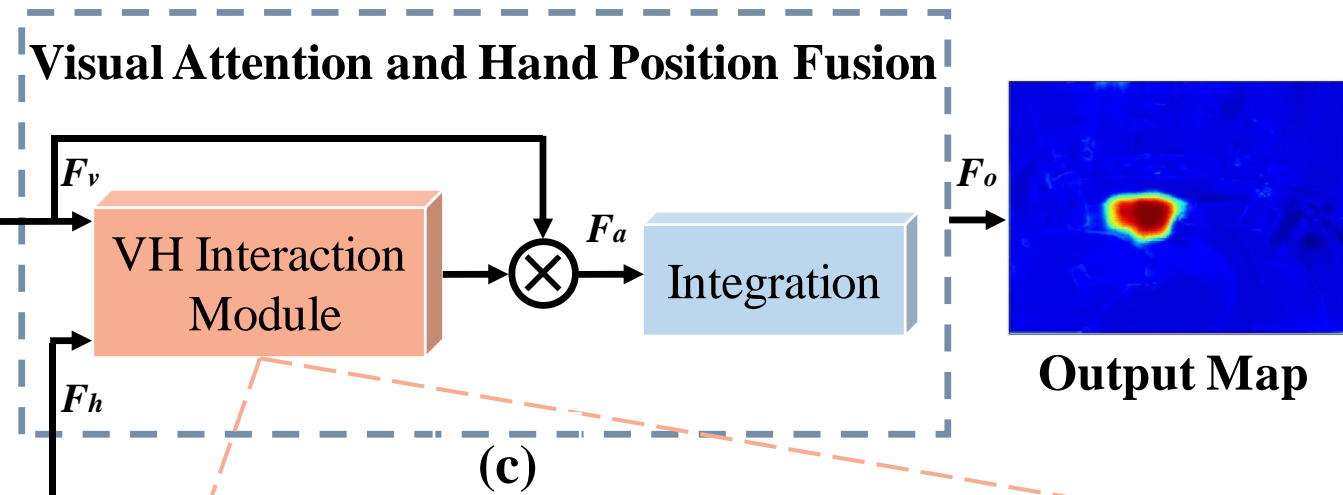 Visual Attention and Hand Position Fusion
Fv
Fo
Fa
VH Interaction
Module
Integration
Output Map
Fh
(c)